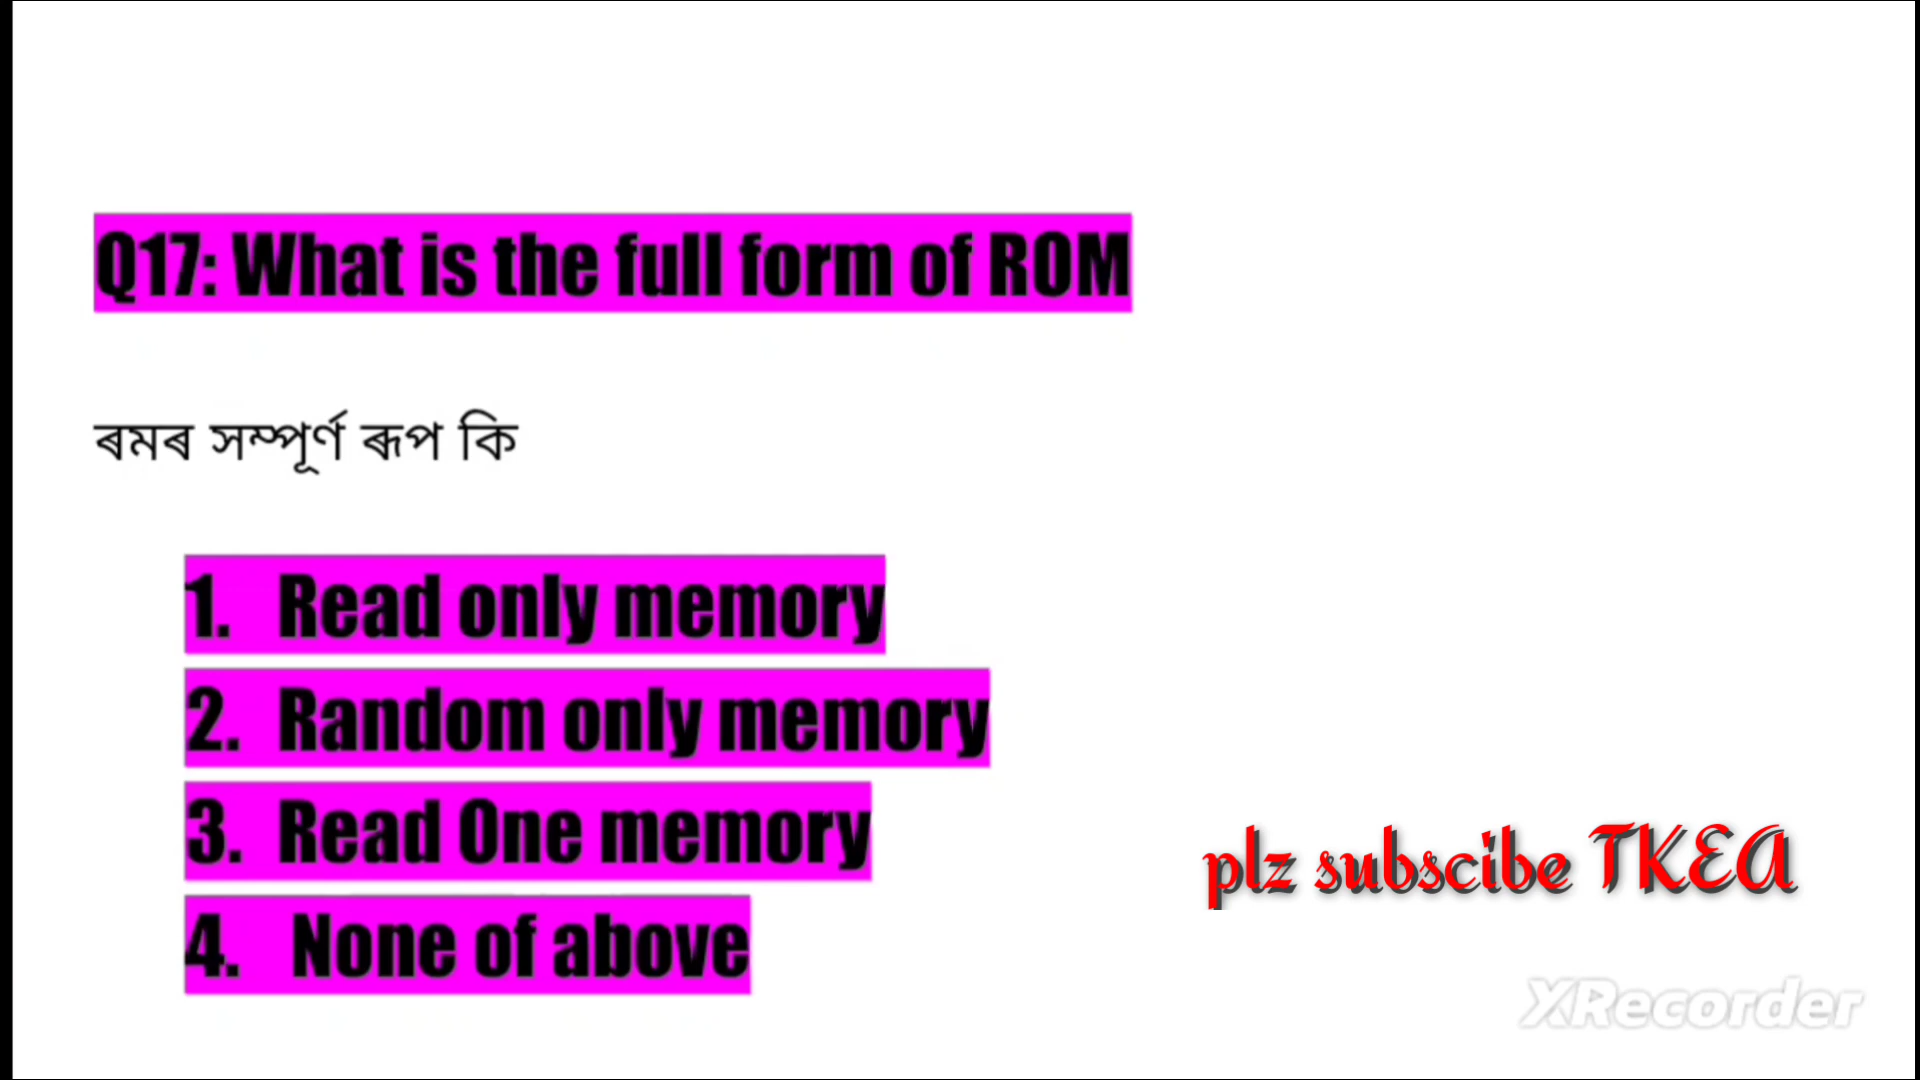 Q17: What is the full form of ROM
ৰমৰ সম্পূৰ্ণ ৰূপ কি
1. Read only memory
2. Random only memory
3. Read One memory
4. None of above
plz subscibe TKEA
XRecorder